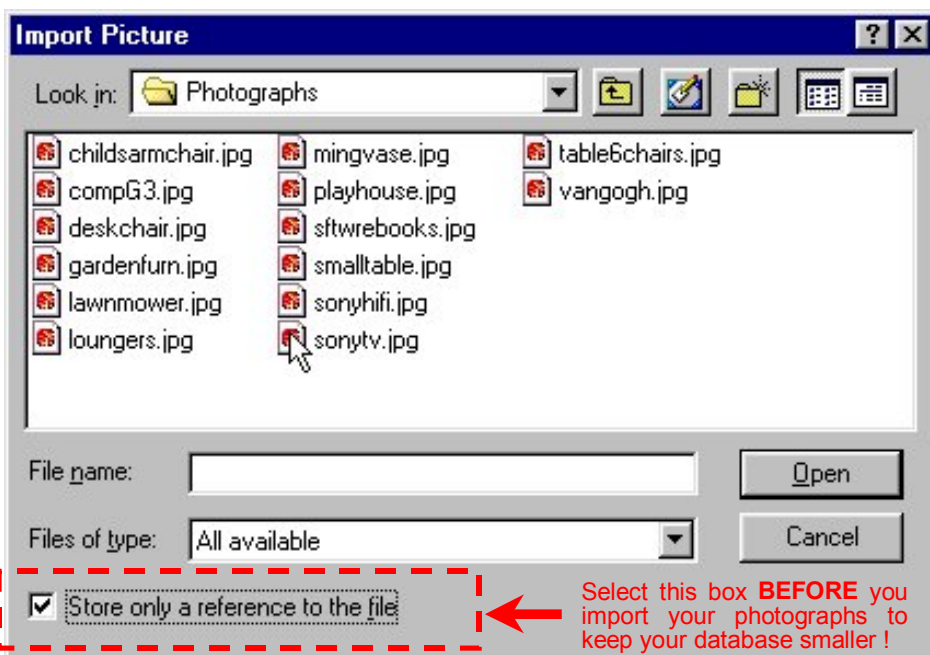 Import Picture
Look in: Photographs
childsarmchair.jpg
compG3.jpg
deskchair.jpg
gardenfurn.jpg
lawnmower.jpg
loungers.jpg
mingvase.jpg
playhouse.jpg
sftwrebooks.jpg
smalltable.jpg
sonyhifi.jpg
sonytv.jpg
table6chairs.jpg
vangogh.jpg
File name:
Open
Files of type: All available
Cancel
Store only a reference to the file
Select this box BEFORE you
import your photographs to
keep your database smaller !